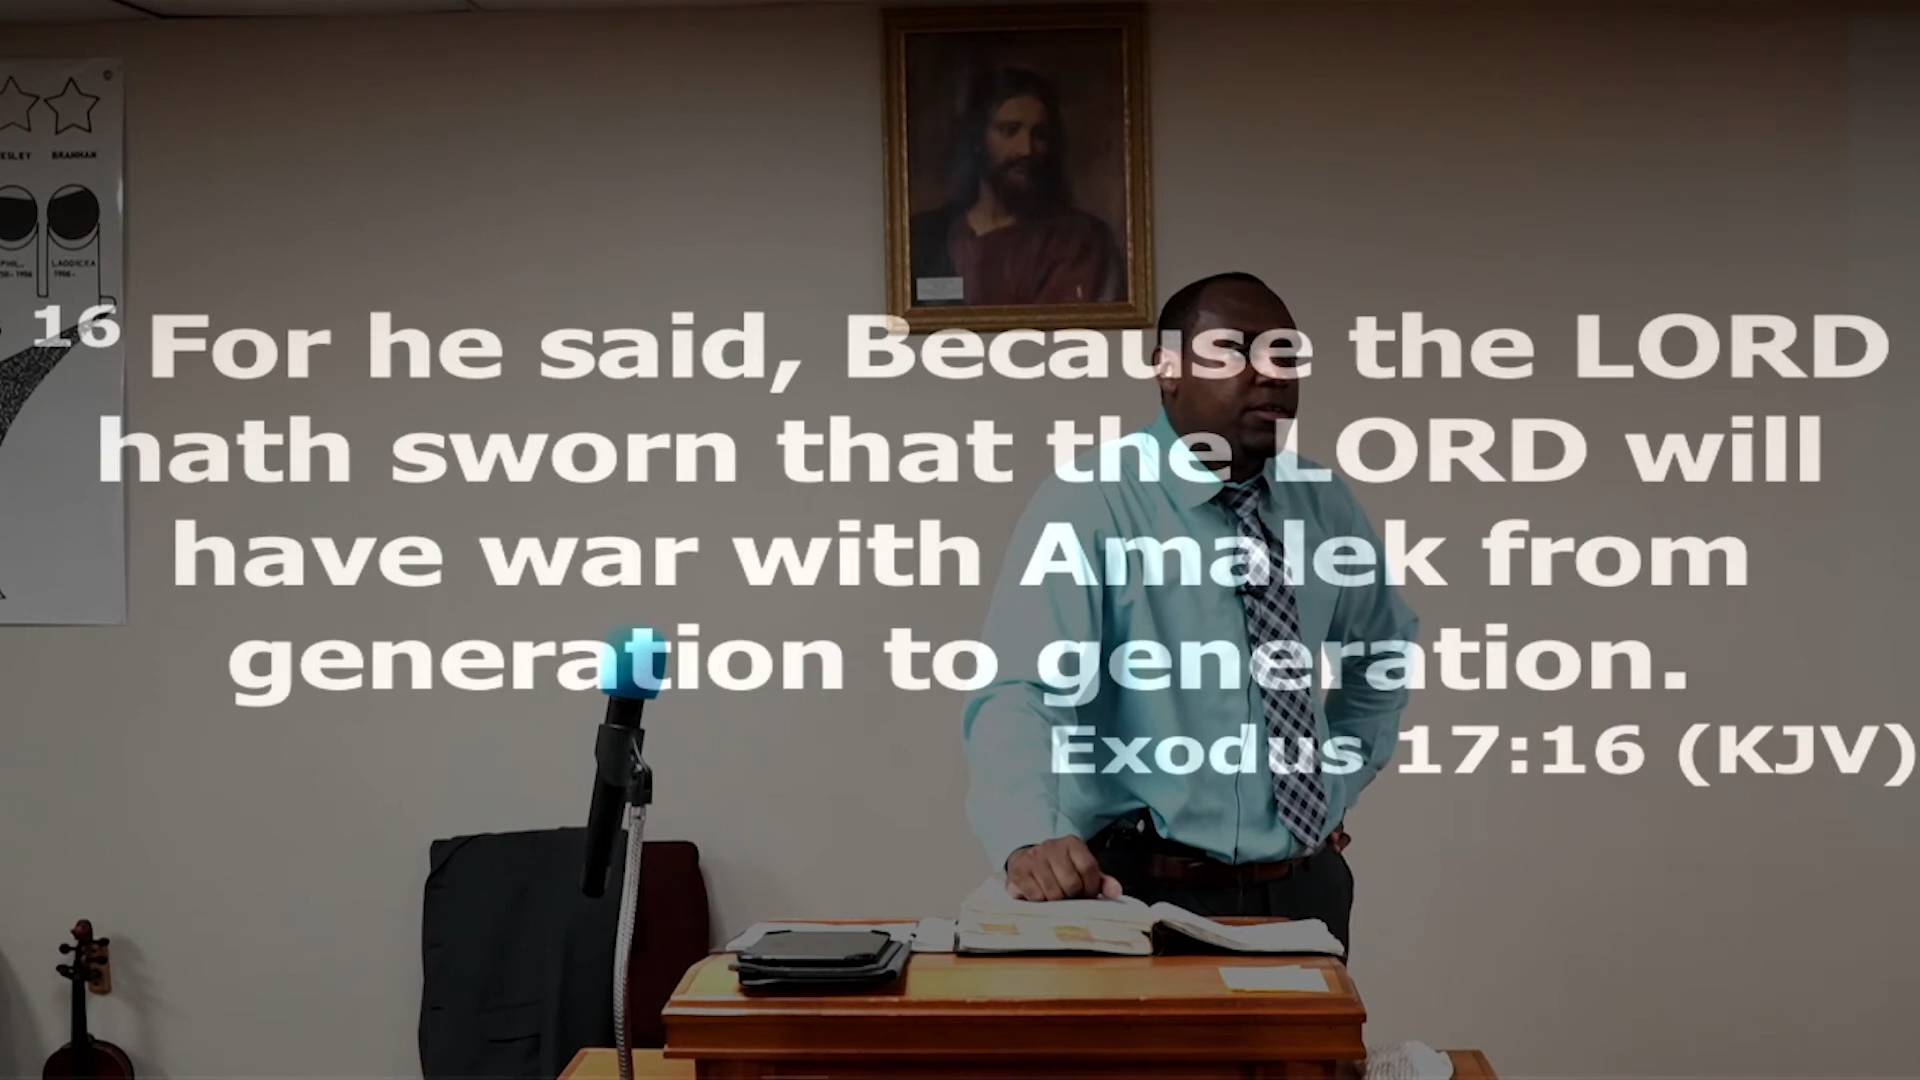 BRANHAM
LAODICEA
1906-
16 For he said, Because the LORD
hath sworn that the LORD will
have war with Amalek from
generation to generation.
Exodus 17:16 (KJV)